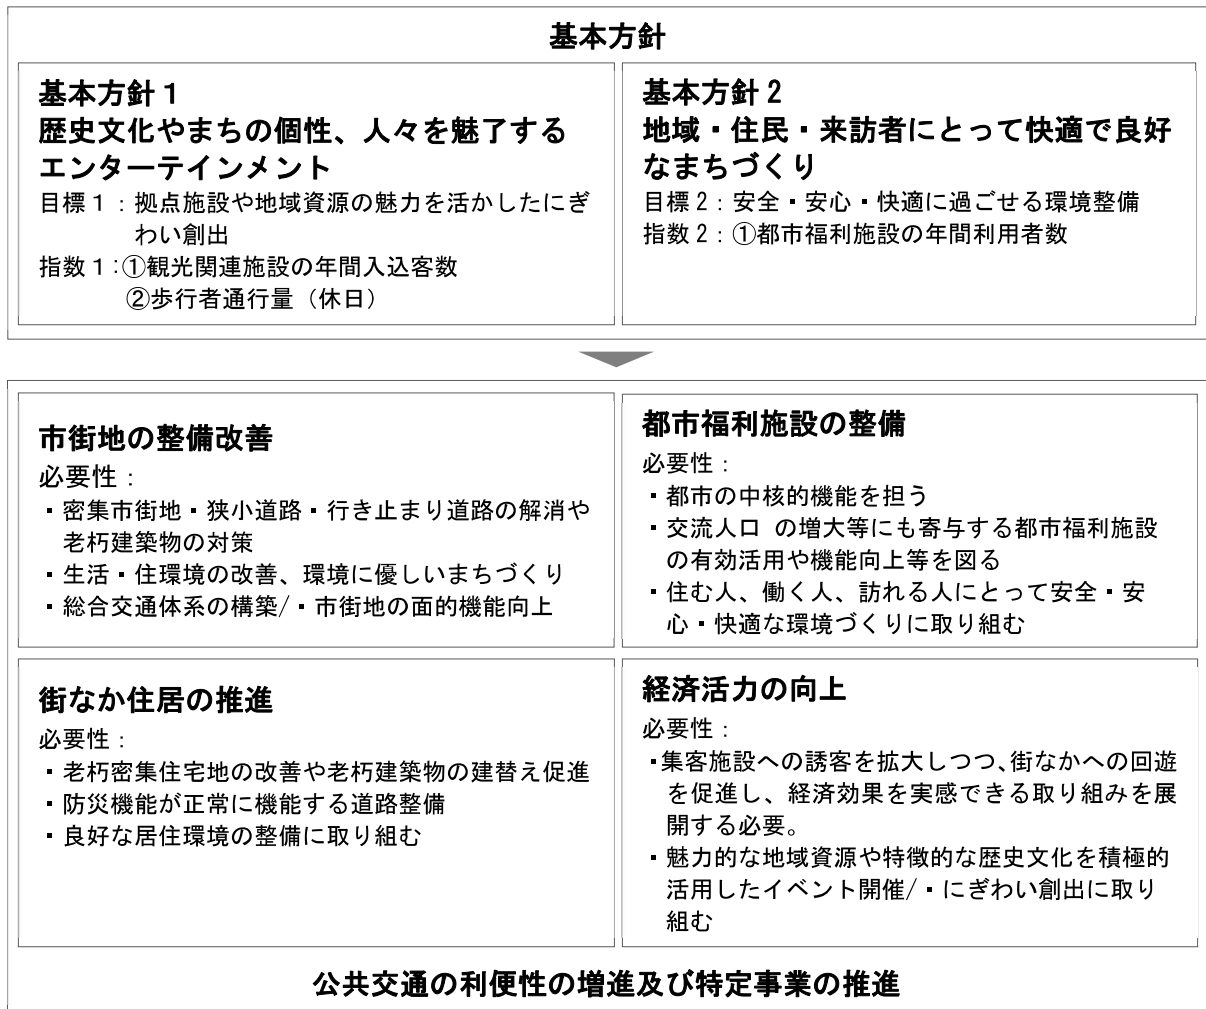 基本方針
基本方針1
歴史文化やまちの個性、人々を魅了する
エンターテインメント
目標1：拠点施設や地域資源の魅力を活かしたにぎ
わい創出
指数1：①観光関連施設の年間入込客数
②歩行者通行量（休日）
基本方針2
地域・住民・来訪者にとって快適で良好
なまちづくり
目標2：安全・安心・快適に過ごせる環境整備
指数2：①都市福利施設の年間利用者数
市街地の整備改善
必要性：
・密集市街地・狭小道路・行き止まり道路の解消や
老朽建築物の対策
・生活・住環境の改善、環境に優しいまちづくり
・総合交通体系の構築/・市街地の面的機能向上
都市福利施設の整備
必要性：
・都市の中核的機能を担う
・交流人口 の増大等にも寄与する都市福利施設
の有効活用や機能向上等を図る
・住む人、働く人、訪れる人にとって安全・安
心・快適な環境づくりに取り組む
街なか住居の推進
必要性：
・老朽密集住宅地の改善や老朽建築物の建替え促進
・防災機能が正常に機能する道路整備
・良好な居住環境の整備に取り組む
経済活力の向上
必要性：
・集客施設への誘客を拡大しつつ、街なかへの回遊
を促進し、経済効果を実感できる取り組みを展
開する必要。
・魅力的な地域資源や特徴的な歴史文化を積極的
活用したイベント開催/・にぎわい創出に取り
組む
公共交通の利便性の増進及び特定事業の推進